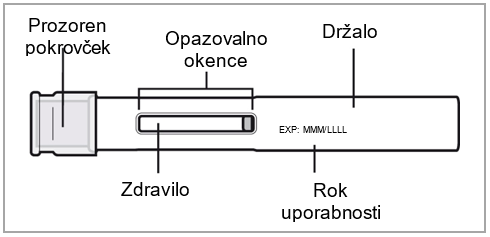 Prozoren
pokrovček
Opazovalno
okence
Držalo
EXP: MMM/LLLL
Zdravilo
Rok
uporabnosti